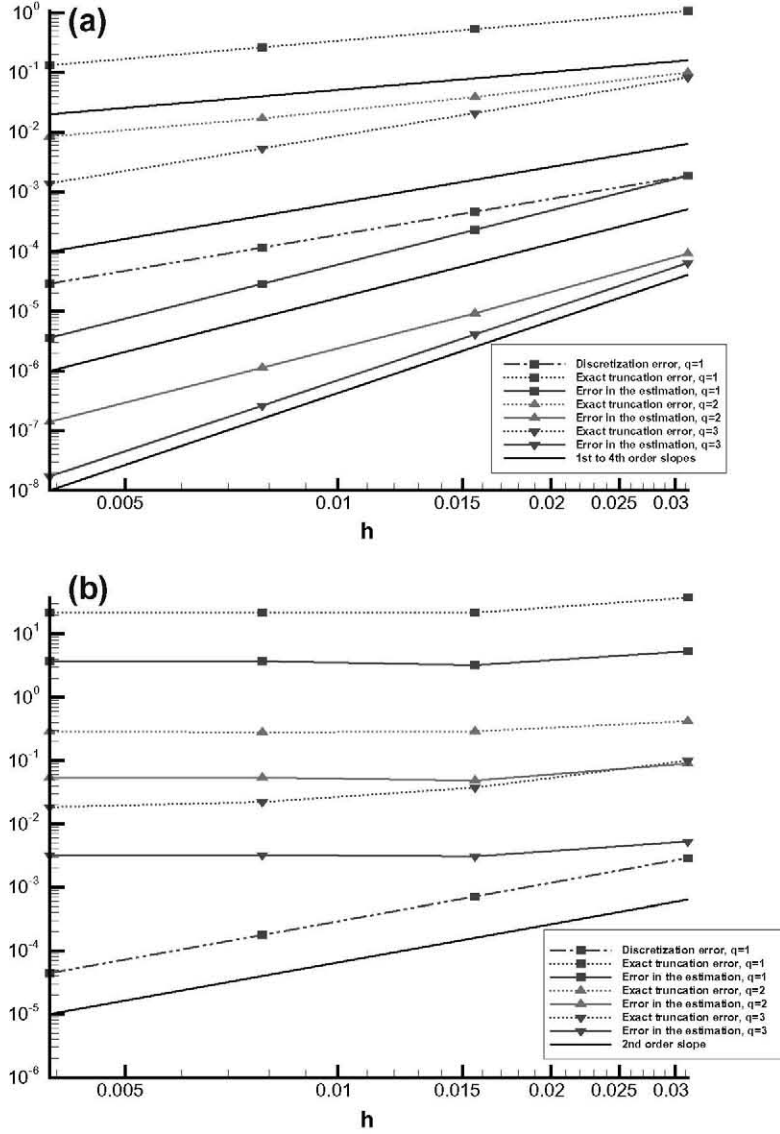 (a)
10^0
10^-1
10^-2
10^-3
10^-4
10^-5
10^-6
10^-7
10^-8
0.005
0.01
0.015
0.02
0.025
0.03
h
Discretization error, q=1
Exact truncation error, q=1
Error in the estimation, q=1
Exact truncation error, q=2
Error in the estimation, q=2
Exact truncation error, q=3
Error in the estimation, q=3
1st to 4th order slopes
(b)
10^1
10^0
10^-1
10^-2
10^-3
10^-4
10^-5
10^-6
0.005
0.01
0.015
0.02
0.025
0.03
h
Discretization error, q=1
Exact truncation error, q=1
Error in the estimation, q=1
Exact truncation error, q=2
Error in the estimation, q=2
Exact truncation error, q=3
Error in the estimation, q=3
2nd order slope